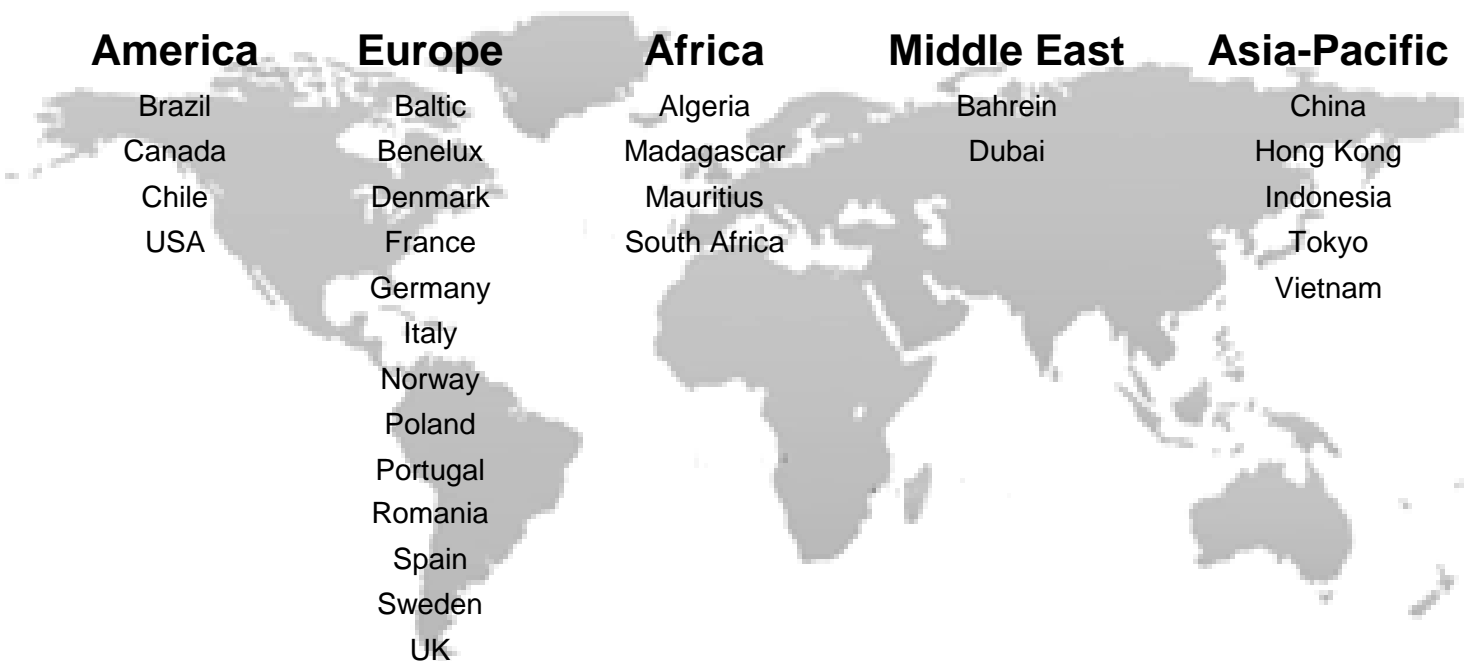 America
Brazil
Canada
Chile
USA
Europe
Baltic
Benelux
Denmark
France
Germany
Italy
Norway
Poland
Portugal
Romania
Spain
Sweden
UK
Africa
Algeria
Madagascar
Mauritius
South Africa
Middle East
Bahrein
Dubai
Asia-Pacific
China
Hong Kong
Indonesia
Tokyo
Vietnam